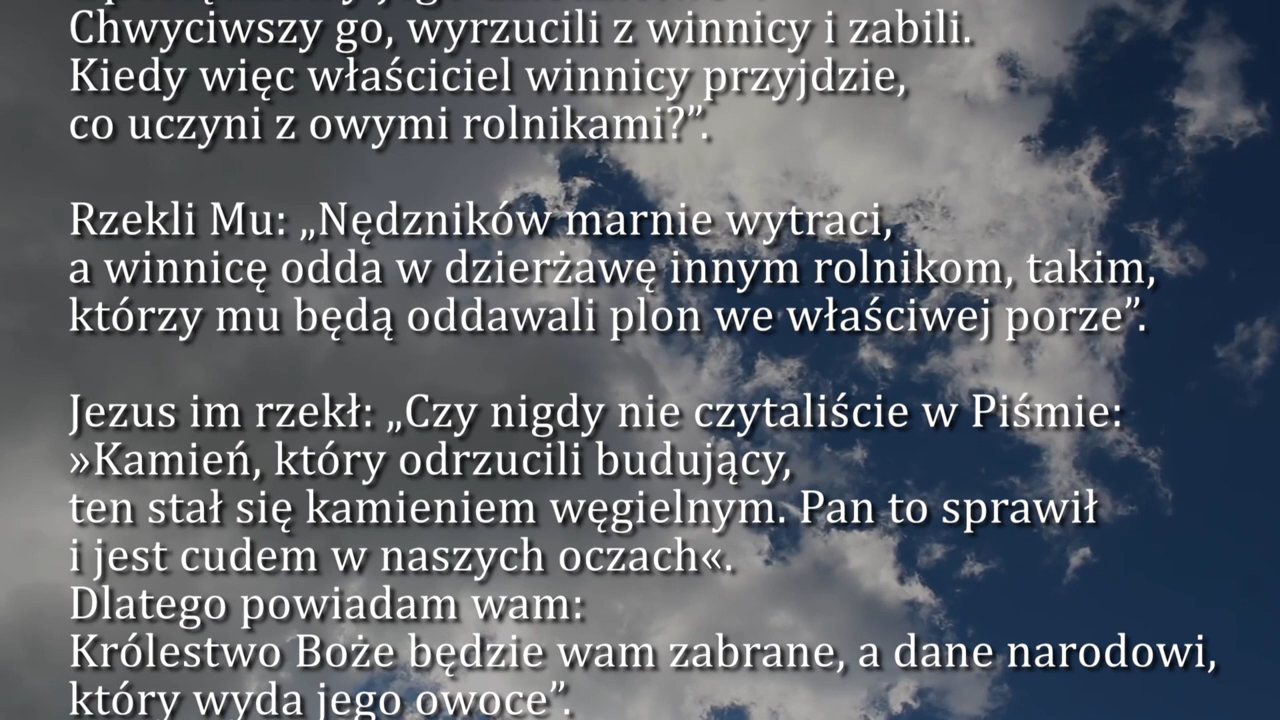 Chwyciwszy go, wyrzucili z winnicy i zabili.
Kiedy więc właściciel winnicy przyjdzie,
co uczyni z owymi rolnikami?”.
Rzekli Mu: „Nędzników marnie wytraci,
a winnicę odda w dzierżawę innym rolnikom, takim,
którzy mu będą oddawali plon we właściwej porze”.
Jezus im rzekł: „Czy nigdy nie czytaliście w Piśmie:
»Kamień, który odrzucili budujący,
ten stał się kamieniem węgielnym. Pan to sprawił
i jest cudem w naszych oczach«.
Dlatego powiadam wam:
Królestwo Boże będzie wam zabrane, a dane narodowi,
który wyda jego owoce”.